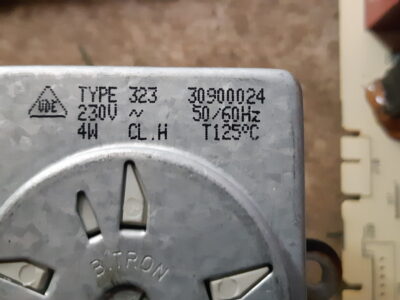 VDE TYPE 323 30900024
230V ~ 50/60Hz
4W CL.H T125°C
BITRON